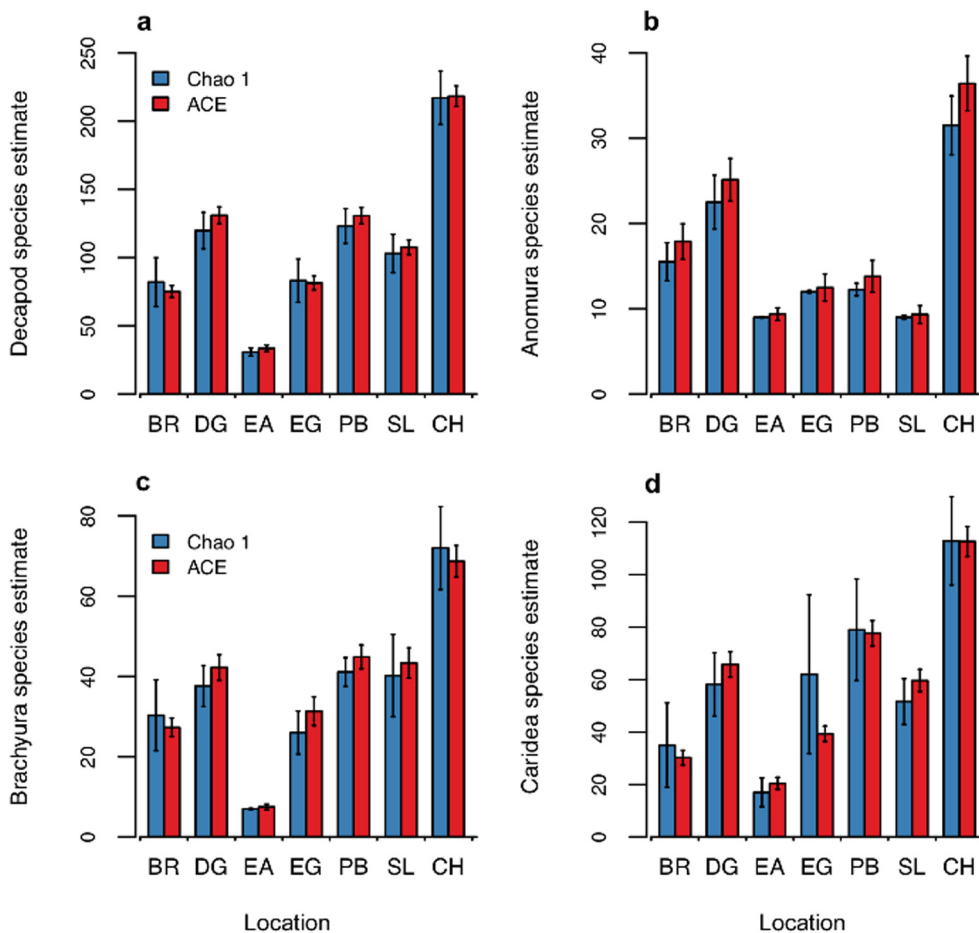 a
Decapod species estimate
250
200
150
100
50
0
Chao 1
ACE
BR DG EA EG PB SL CH
b
Anomura species estimate
40
30
20
10
0
BR DG EA EG PB SL CH
c
Brachyura species estimate
80
60
40
20
0
Chao 1
ACE
BR DG EA EG PB SL CH
Location
d
Caridea species estimate
120
100
80
60
40
20
0
BR DG EA EG PB SL CH
Location